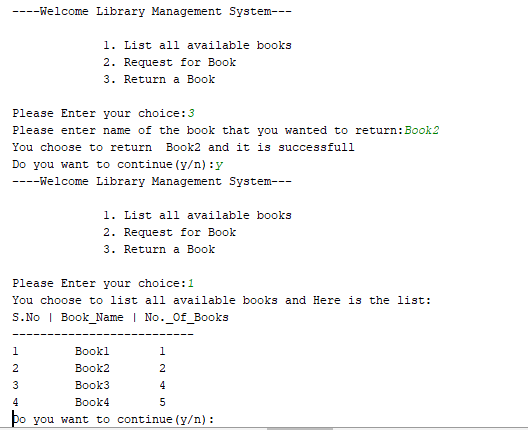 ----Welcome Library Management System---
1. List all available books
2. Request for Book
3. Return a Book
Please Enter your choice:3
Please enter name of the book that you wanted to return:Book2
You choose to return  Book2 and it is successfull
Do you want to continue(y/n):y
----Welcome Library Management System---
1. List all available books
2. Request for Book
3. Return a Book
Please Enter your choice:1
You choose to list all available books and Here is the list:
S.No | Book_Name | No._Of_Books
---------------------------
1 Book1 1
2 Book2 2
3 Book3 4
4 Book4 5
Do you want to continue(y/n):